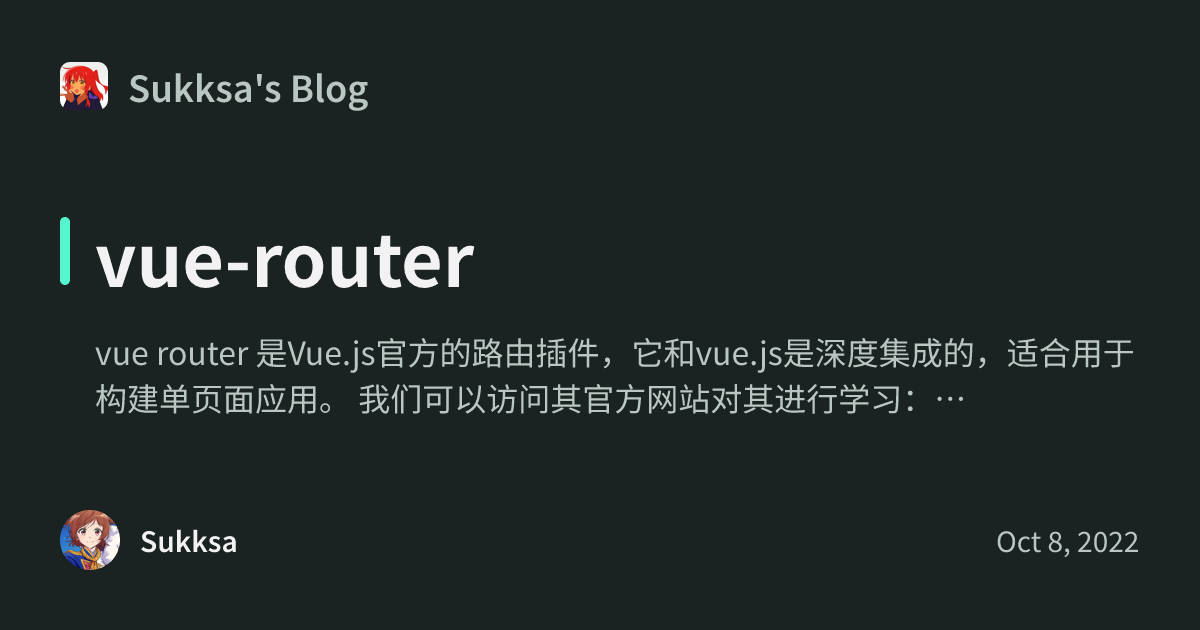 Sukksa's Blog
vue-router
vue router 是Vue.js官方的路由插件，它和vue.js是深度集成的，适合用于
构建单页面应用。 我们可以访问其官方网站对其进行学习：…
Sukksa
Oct 8, 2022